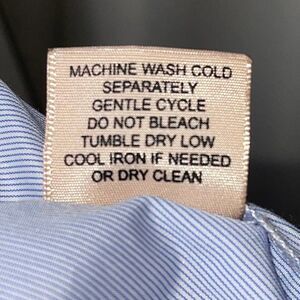 MACHINE WASH COLD
SEPARATELY
GENTLE CYCLE
DO NOT BLEACH
TUMBLE DRY LOW
COOL IRON IF NEEDED
OR DRY CLEAN